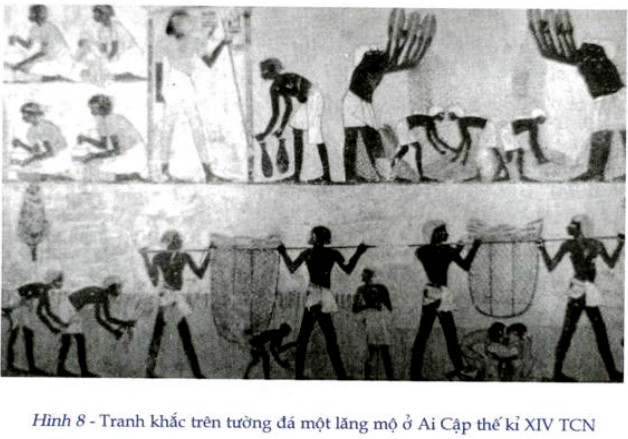 Hình 8 - Tranh khắc trên tường đá một lăng mộ ở Ai Cập thế kỉ XIV TCN